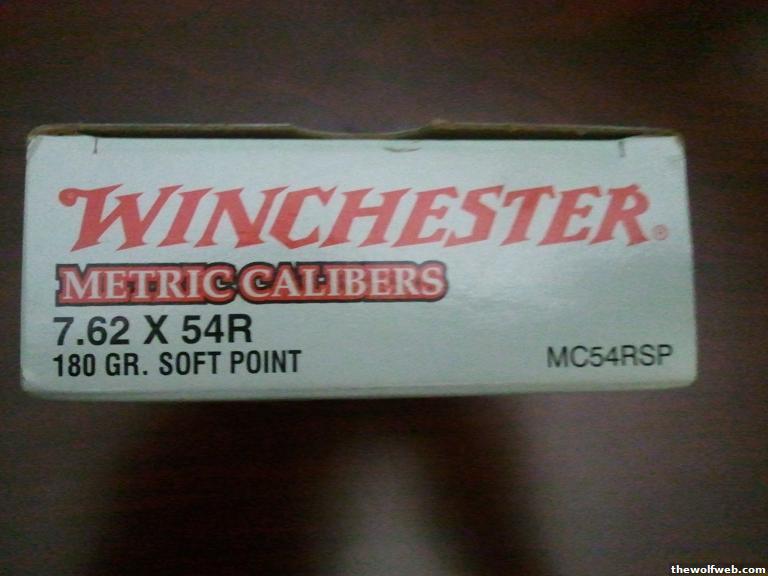 WINCHESTER®
METRIC CALIBERS
7.62 X 54R
180 GR. SOFT POINT
MC54RSP
thewolfweb.com